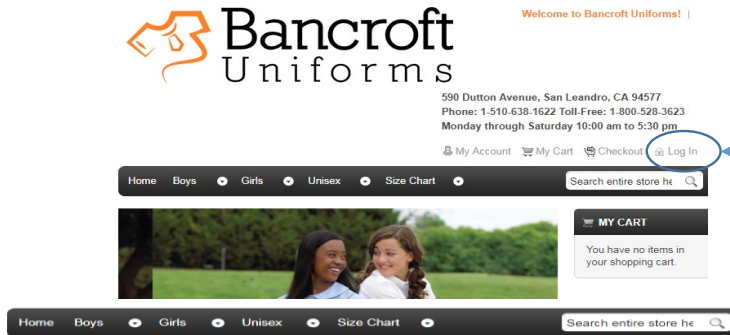 Welcome to Bancroft Uniforms! |
Bancroft
Uniforms
590 Dutton Avenue, San Leandro, CA 94577
Phone: 1-510-638-1622 Toll-Free: 1-800-528-3623
Monday through Saturday 10:00 am to 5:30 pm
My Account My Cart Checkout Log In
Home Boys Girls Unisex Size Chart Search entire store he
MY CART
You have no items in
your shopping cart.
Home Boys Girls Unisex Size Chart Search entire store he